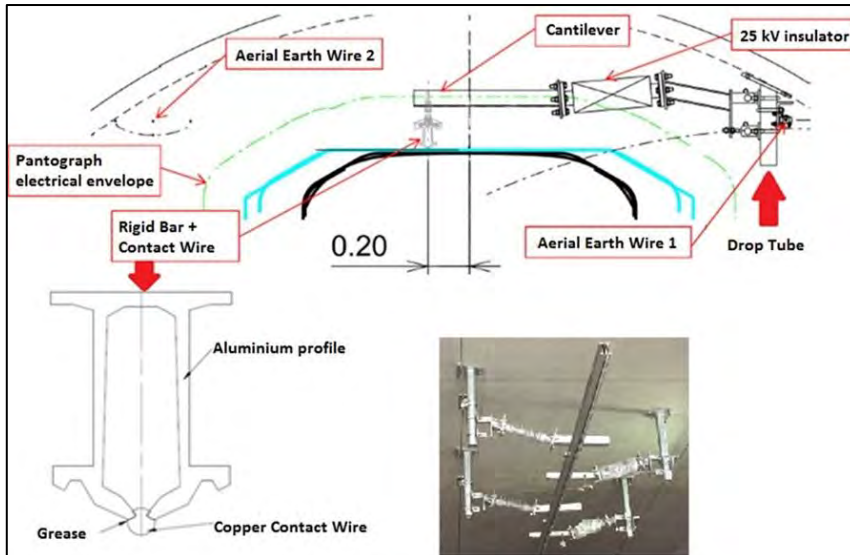 Aerial Earth Wire 2
Cantilever
25 kV insulator
Pantograph
electrical envelope
Rigid Bar +
Contact Wire
0.20
Aerial Earth Wire 1
Drop Tube
Aluminium profile
Grease
Copper Contact Wire